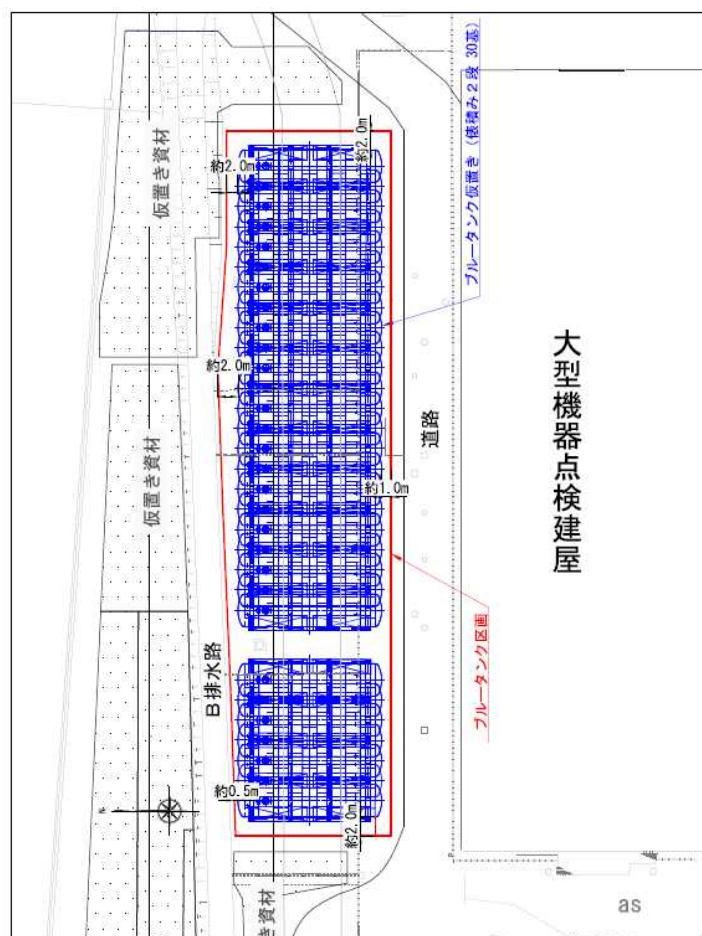 ブルータンク仮置き（俵積み２段 30基）
仮置き資材
約2.0m
約2.0m
約2.0m
大型機器点検建屋
道路
仮置き資材
約1.0m
ブルータンク区画
Ｂ排水路
約0.5m
約2.0m
き資材
as